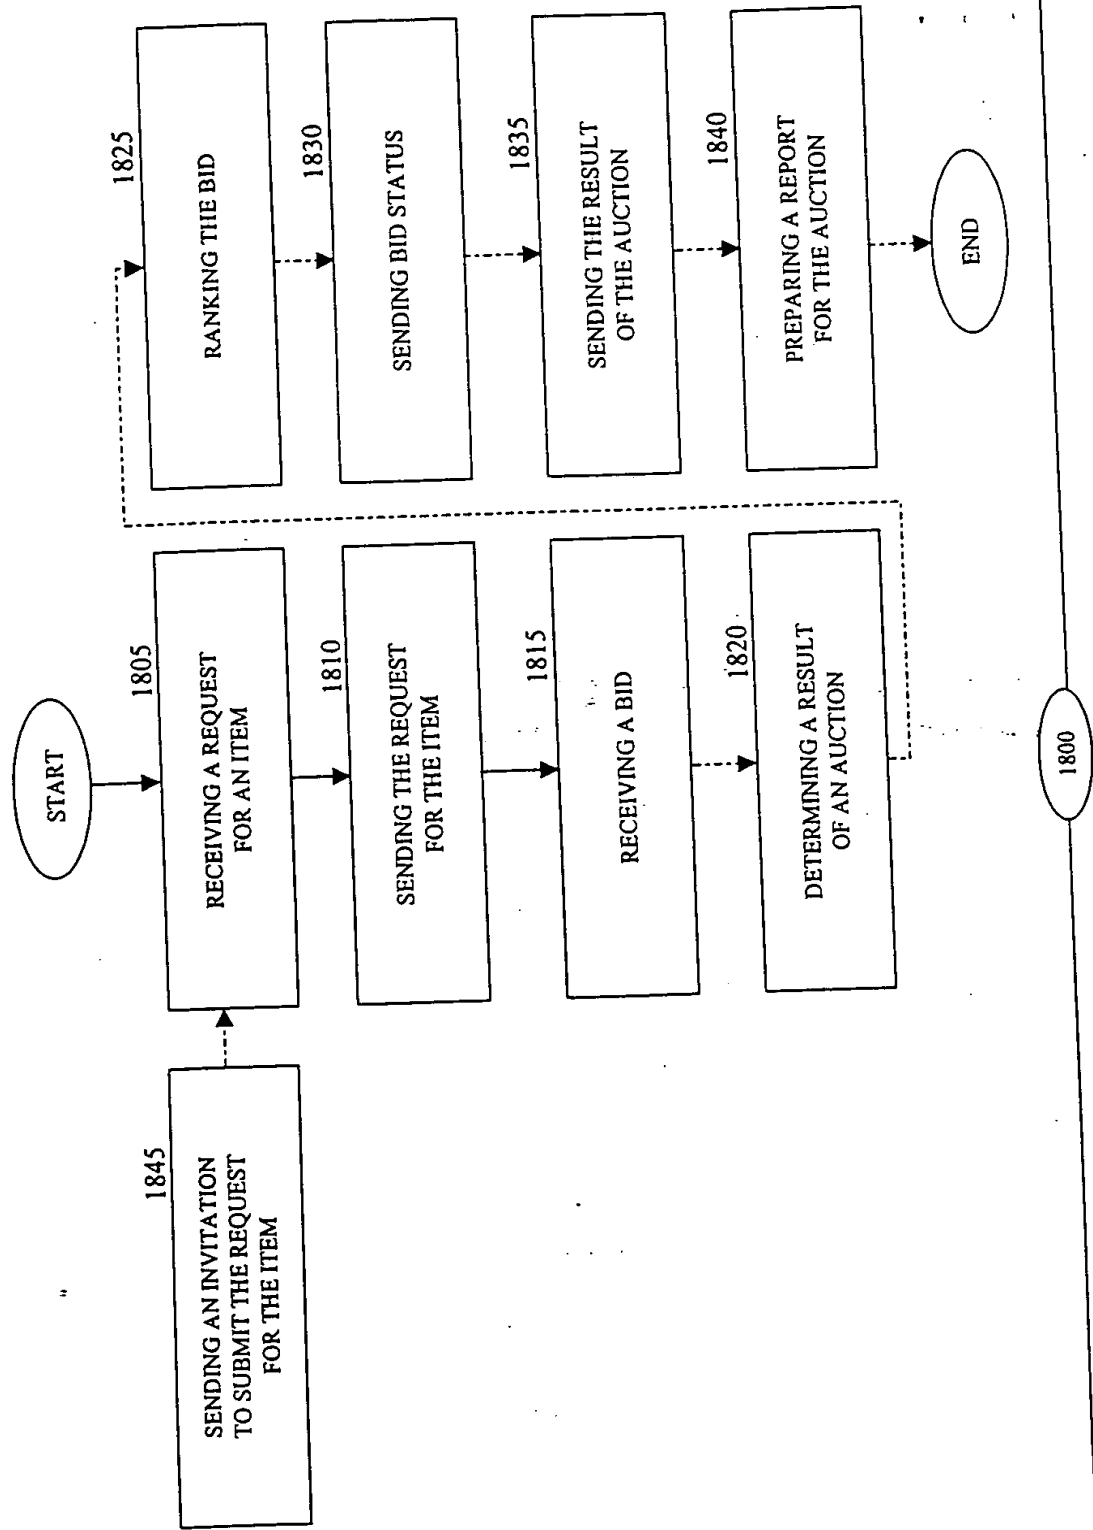 START
1805
RECEIVING A REQUEST
FOR AN ITEM
1810
SENDING THE REQUEST
FOR THE ITEM
1815
RECEIVING A BID
1820
DETERMINING A RESULT
OF AN AUCTION
1825
RANKING THE BID
1830
SENDING BID STATUS
1835
SENDING THE RESULT
OF THE AUCTION
1840
PREPARING A REPORT
FOR THE AUCTION
END
1845
SENDING AN INVITATION
TO SUBMIT THE REQUEST
FOR THE ITEM
1800